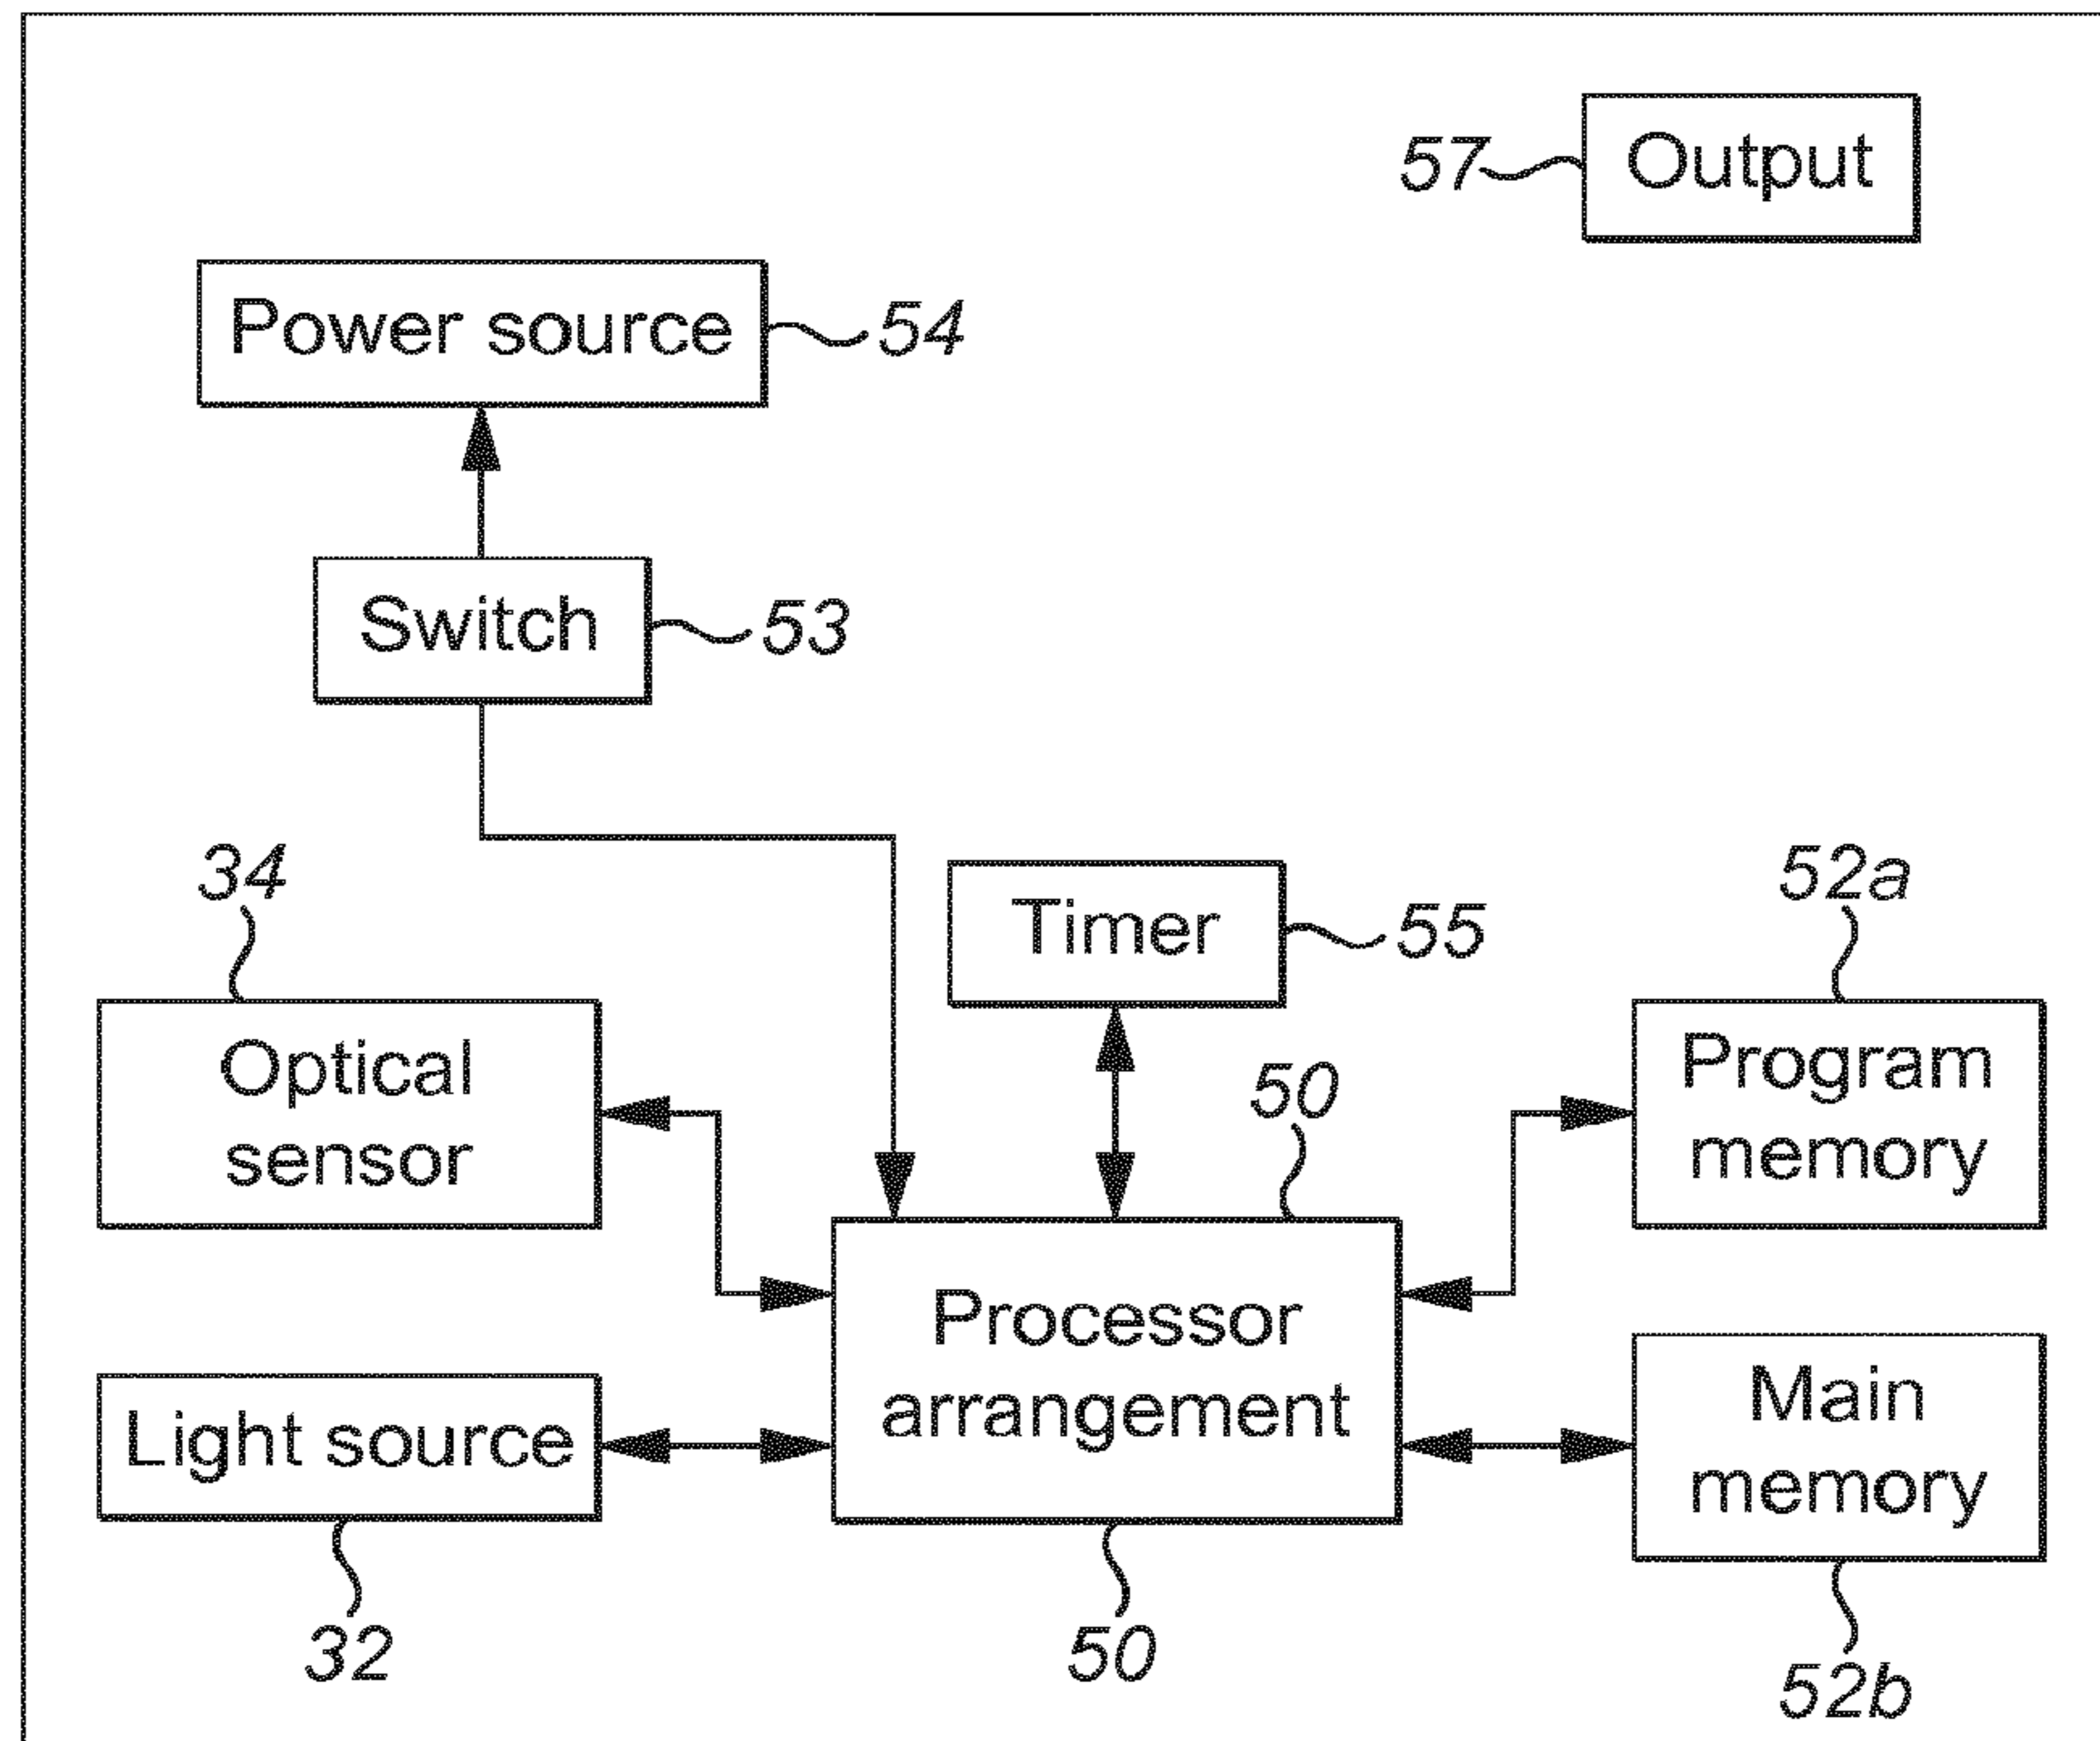 57 Output
Power source 54
Switch 53
34
Timer 55
52a
Optical
sensor
50
Program
memory
Light source
Processor
arrangement
Main
memory
32
50
52b